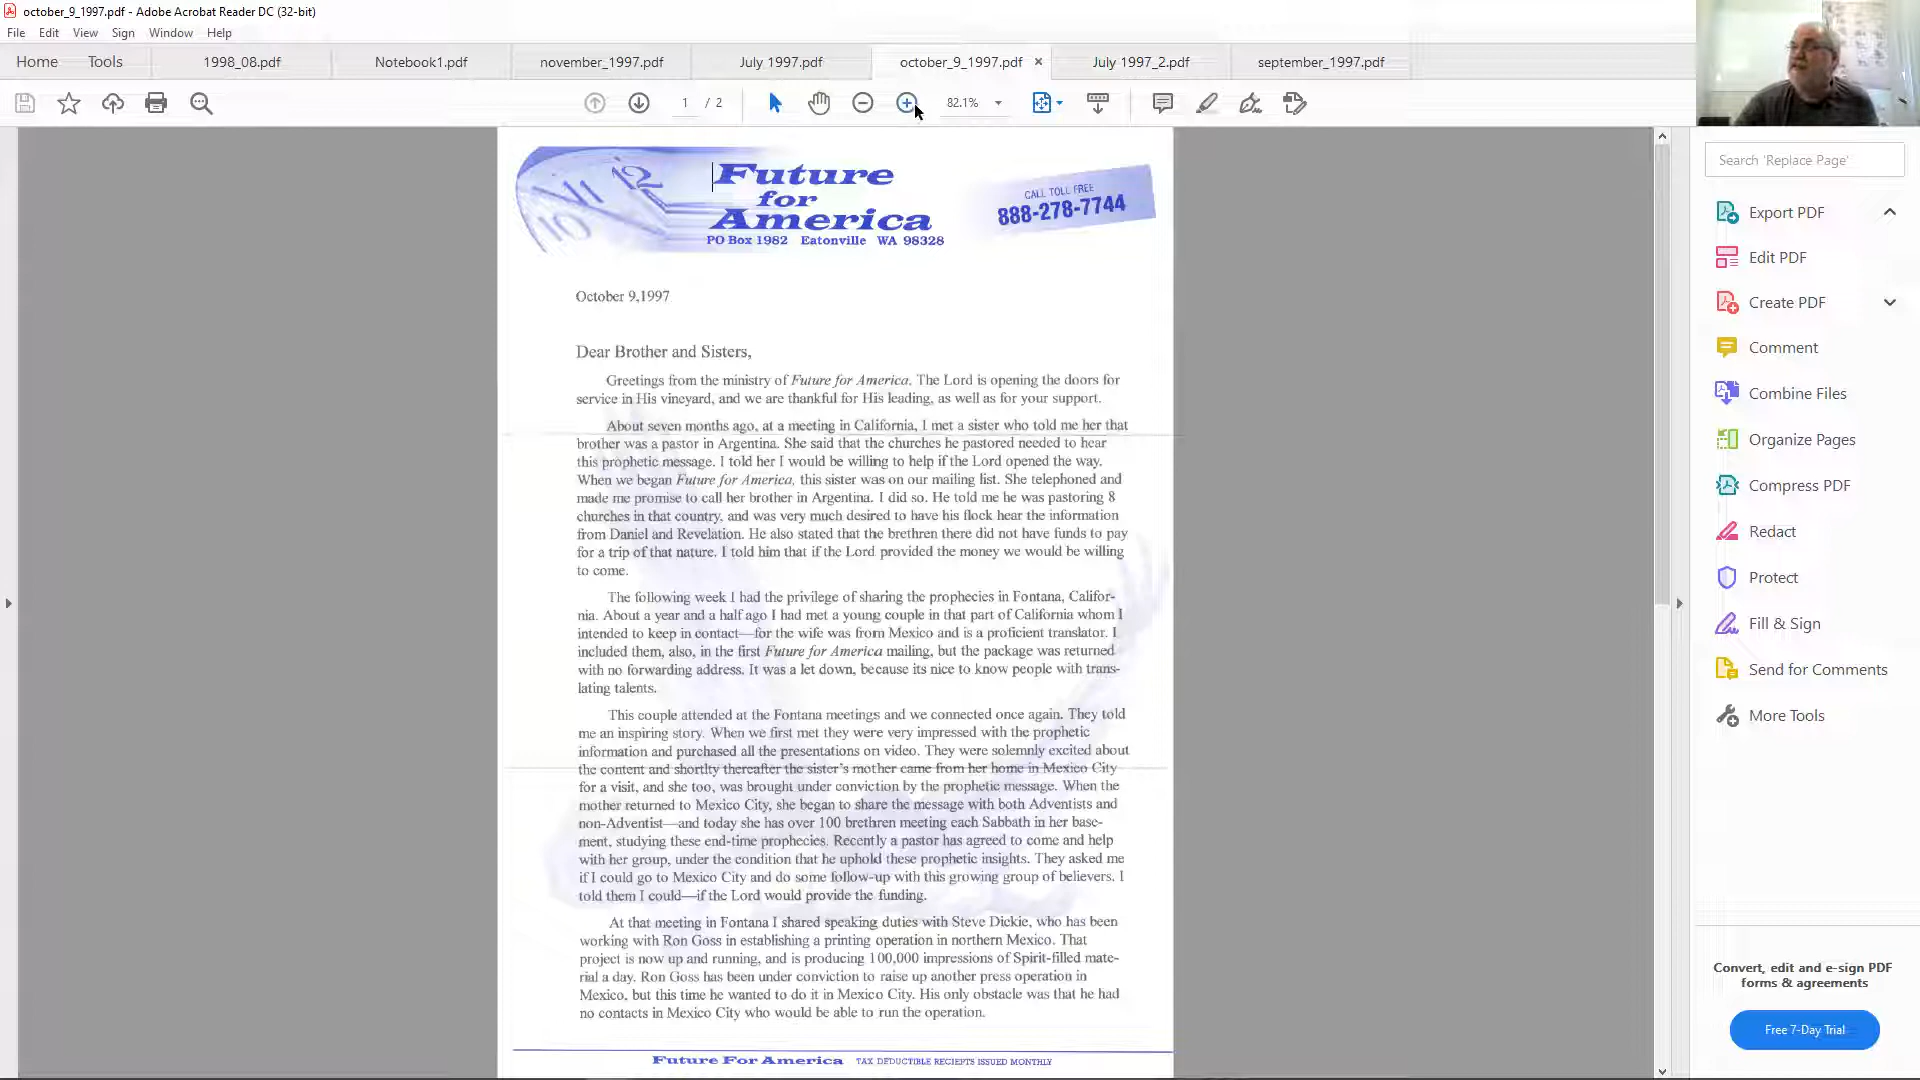 october_9_1997.pdf - Adobe Acrobat Reader DC (32-bit)
File Edit View Sign Window Help
Home Tools 1998_08.pdf Notebook1.pdf november_1997.pdf July 1997.pdf october_9_1997.pdf × July 1997_2.pdf september_1997.pdf
1 / 2 82.1%
Search 'Replace Page'
Export PDF
Edit PDF
Create PDF
Comment
Combine Files
Organize Pages
Compress PDF
Redact
Protect
Fill & Sign
Send for Comments
More Tools
Convert, edit and e-sign PDF
forms & agreements
Free 7-Day Trial
12
11
10
Future
for
America
PO Box 1982 Eatonville WA 98328
CALL TOLL FREE
888-278-7744
October 9,1997
Dear Brother and Sisters,
Greetings from the ministry of Future for America. The Lord is opening the doors for
service in His vineyard, and we are thankful for His leading, as well as for your support.
About seven months ago, at a meeting in California, I met a sister who told me her that
brother was a pastor in Argentina. She said that the churches he pastored needed to hear
this prophetic message. I told her I would be willing to help if the Lord opened the way.
When we began Future for America, this sister was on our mailing list. She telephoned and
made me promise to call her brother in Argentina. I did so. He told me he was pastoring 8
churches in that country, and was very much desired to have his flock hear the information
from Daniel and Revelation. He also stated that the brethren there did not have funds to pay
for a trip of that nature. I told him that if the Lord provided the money we would be willing
to come.
The following week I had the privilege of sharing the prophecies in Fontana, Califor-
nia. About a year and a half ago I had met a young couple in that part of California whom I
intended to keep in contact—for the wife was from Mexico and is a proficient translator. I
included them, also, in the first Future for America mailing, but the package was returned
with no forwarding address. It was a let down, because its nice to know people with trans-
lating talents.
This couple attended at the Fontana meetings and we connected once again. They told
me an inspiring story. When we first met they were very impressed with the prophetic
information and purchased all the presentations on video. They were solemnly excited about
the content and shortly thereafter the sister's mother came from her home in Mexico City
for a visit, and she too, was brought under conviction by the prophetic message. When the
mother returned to Mexico City, she began to share the message with both Adventists and
non-Adventist—and today she has over 100 brethren meeting each Sabbath in her base-
ment, studying these end-time prophecies. Recently a pastor has agreed to come and help
with her group, under the condition that he uphold these prophetic insights. They asked me
if I could go to Mexico City and do some follow-up with this growing group of believers. I
told them I could—if the Lord would provide the funding.
At that meeting in Fontana I shared speaking duties with Steve Dickie, who has been
working with Ron Goss in establishing a printing operation in northern Mexico. That
project is now up and running, and is producing 100,000 impressions of Spirit-filled mate-
rial a day. Ron Goss has been under conviction to raise up another press operation in
Mexico, but this time he wanted to do it in Mexico City. His only obstacle was that he had
no contacts in Mexico City who would be able to run the operation.
Future For America TAX DEDUCTIBLE RECIEPTS ISSUED MONTHLY